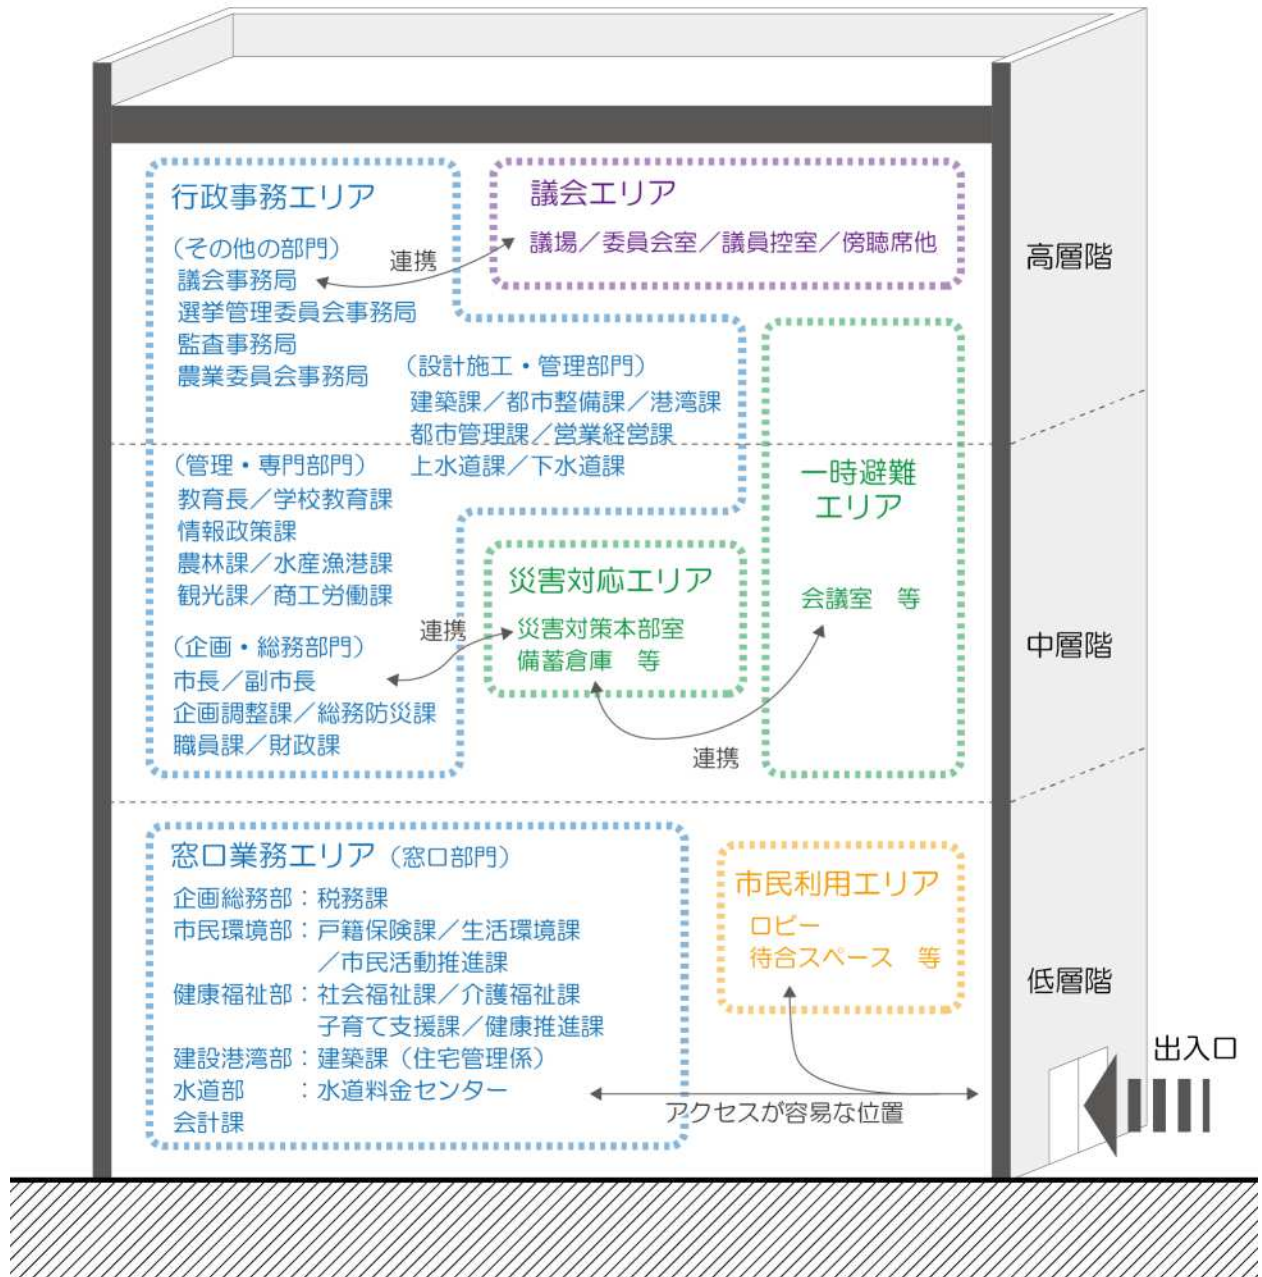 行政事務エリア
（その他の部門）
議会事務局
選挙管理委員会事務局
監査事務局
農業委員会事務局
連携
議会エリア
議場／委員会室／議員控室／傍聴席他
高層階
（設計施工・管理部門）
建築課／都市整備課／港湾課
都市管理課／営業経営課
上水道課／下水道課
（管理・専門部門）
教育長／学校教育課
情報政策課
農林課／水産漁港課
観光課／商工労働課
（企画・総務部門）
市長／副市長
企画調整課／総務防災課
職員課／財政課
連携
災害対応エリア
災害対策本部室
備蓄倉庫　等
連携
一時避難
エリア
会議室　等
中層階
窓口業務エリア（窓口部門）
企画総務部：税務課
市民環境部：戸籍保険課／生活環境課
／市民活動推進課
健康福祉部：社会福祉課／介護福祉課
子育て支援課／健康推進課
建設港湾部：建築課（住宅管理係）
水道部　　：水道料金センター
会計課
市民利用エリア
ロビー
待合スペース　等
アクセスが容易な位置
低層階
出入口